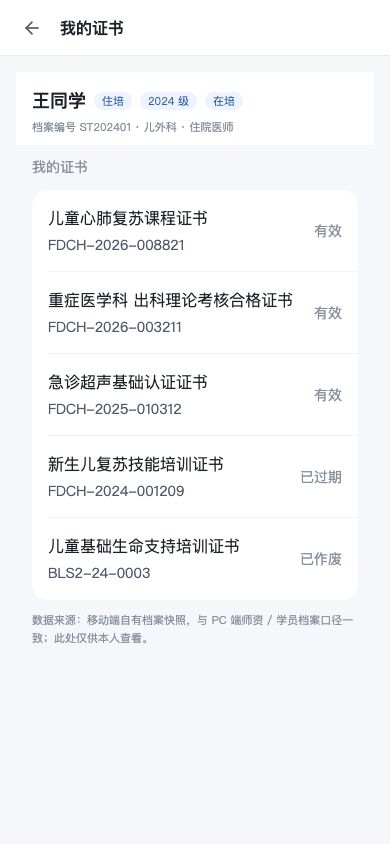 我的证书
王同学 住培 2024 级 在培
档案编号 ST202401 · 儿外科 · 住院医师
我的证书
儿童心肺复苏课程证书
FDCH-2026-008821
有效
重症医学科 出科理论考核合格证书
FDCH-2026-003211
有效
急诊超声基础认证证书
FDCH-2025-010312
有效
新生儿复苏技能培训证书
FDCH-2024-001209
已过期
儿童基础生命支持培训证书
BLS2-24-0003
已作废
数据来源：移动端自有档案快照，与 PC 端师资 / 学员档案口径一
致；此处仅供本人查看。